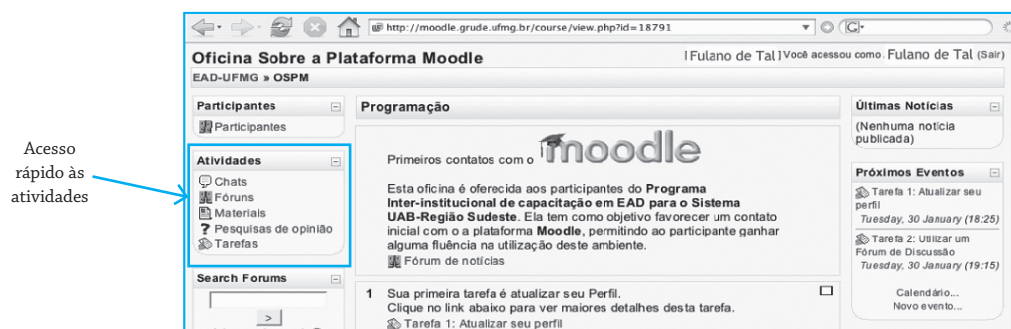 Acesso
rápido às
atividades
http://moodle.grude.ufmg.br/course/view.php?id=18791
G
Oficina Sobre a Plataforma Moodle
[Fulano de Tal] Você acessou como. Fulano de Tal (Sair)
EAD-UFMG » OSPM
Participantes
Participantes
Atividades
Chats
Fóruns
Materiais
? Pesquisas de opinião
Tarefas
Search Forums
>
Programação
Primeiros contatos com o moodle
Esta oficina é oferecida aos participantes do Programa
Inter-institucional de capacitação em EAD para o Sistema
UAB-Região Sudeste. Ela tem como objetivo favorecer um contato
inicial com o a plataforma Moodle, permitindo ao participante ganhar
alguma fluência na utilização deste ambiente.
Fórum de notícias
1 Sua primeira tarefa é atualizar seu Perfil.
Clique no link abaixo para ver maiores detalhes desta tarefa.
Tarefa 1: Atualizar seu perfil
Últimas Notícias
(Nenhuma notícia
publicada)
Próximos Eventos
Tarefa 1: Atualizar seu
perfil
Tuesday, 30 January (18:25)
Tarefa 2: Utilizar um
Fórum de Discussão
Tuesday, 30 January (19:15)
Calendário...
Novo evento...